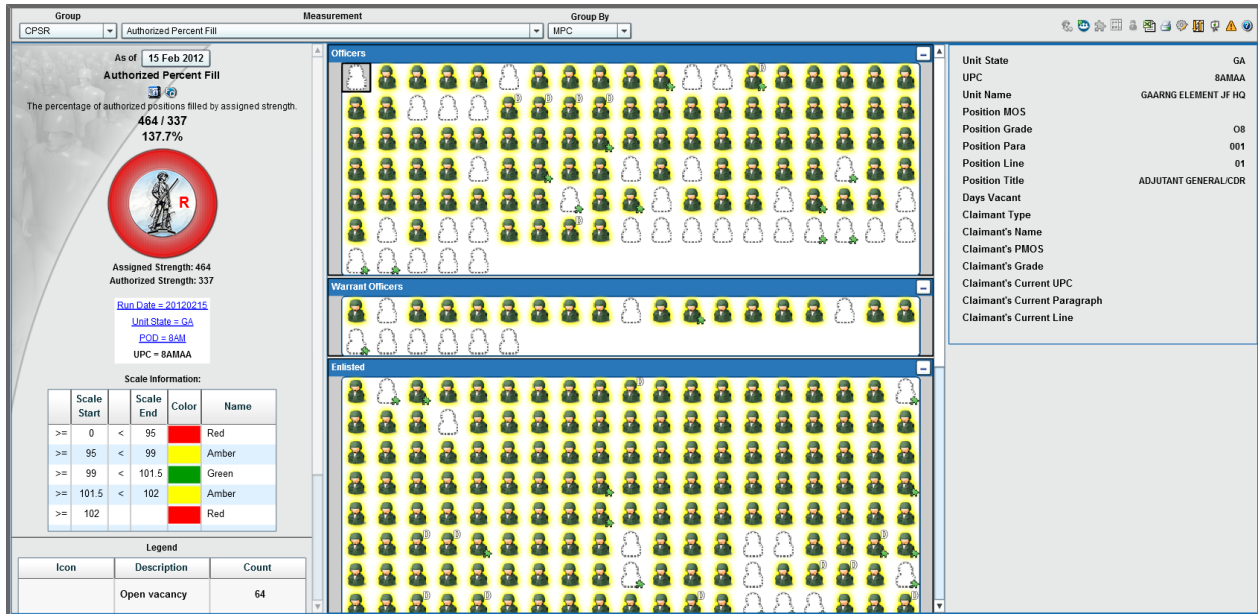 Group Measurement Group By
CPSR Authorized Percent Fill MPC
As of 15 Feb 2012
Authorized Percent Fill
The percentage of authorized positions filled by assigned strength.
464 / 337
137.7%
R
Assigned Strength: 464
Authorized Strength: 337
Run Date = 20120215
Unit State = GA
POD = 8AM
UPC = 8AMAA
Scale Information:
Scale Start Scale End Color Name
>= 0 < 95 Red
>= 95 < 99 Amber
>= 99 < 101.5 Green
>= 101.5 < 102 Amber
>= 102 Red
Legend
Icon Description Count
Open vacancy 64
Officers
D
D D D D
D
Warrant Officers
Enlisted
D
D D D
D D D
D D D D D
Unit State GA
UPC 8AMAA
Unit Name GAARNG ELEMENT JF HQ
Position MOS
Position Grade O8
Position Para 001
Position Line 01
Position Title ADJUTANT GENERAL/CDR
Days Vacant
Claimant Type
Claimant's Name
Claimant's PMOS
Claimant's Grade
Claimant's Current UPC
Claimant's Current Paragraph
Claimant's Current Line